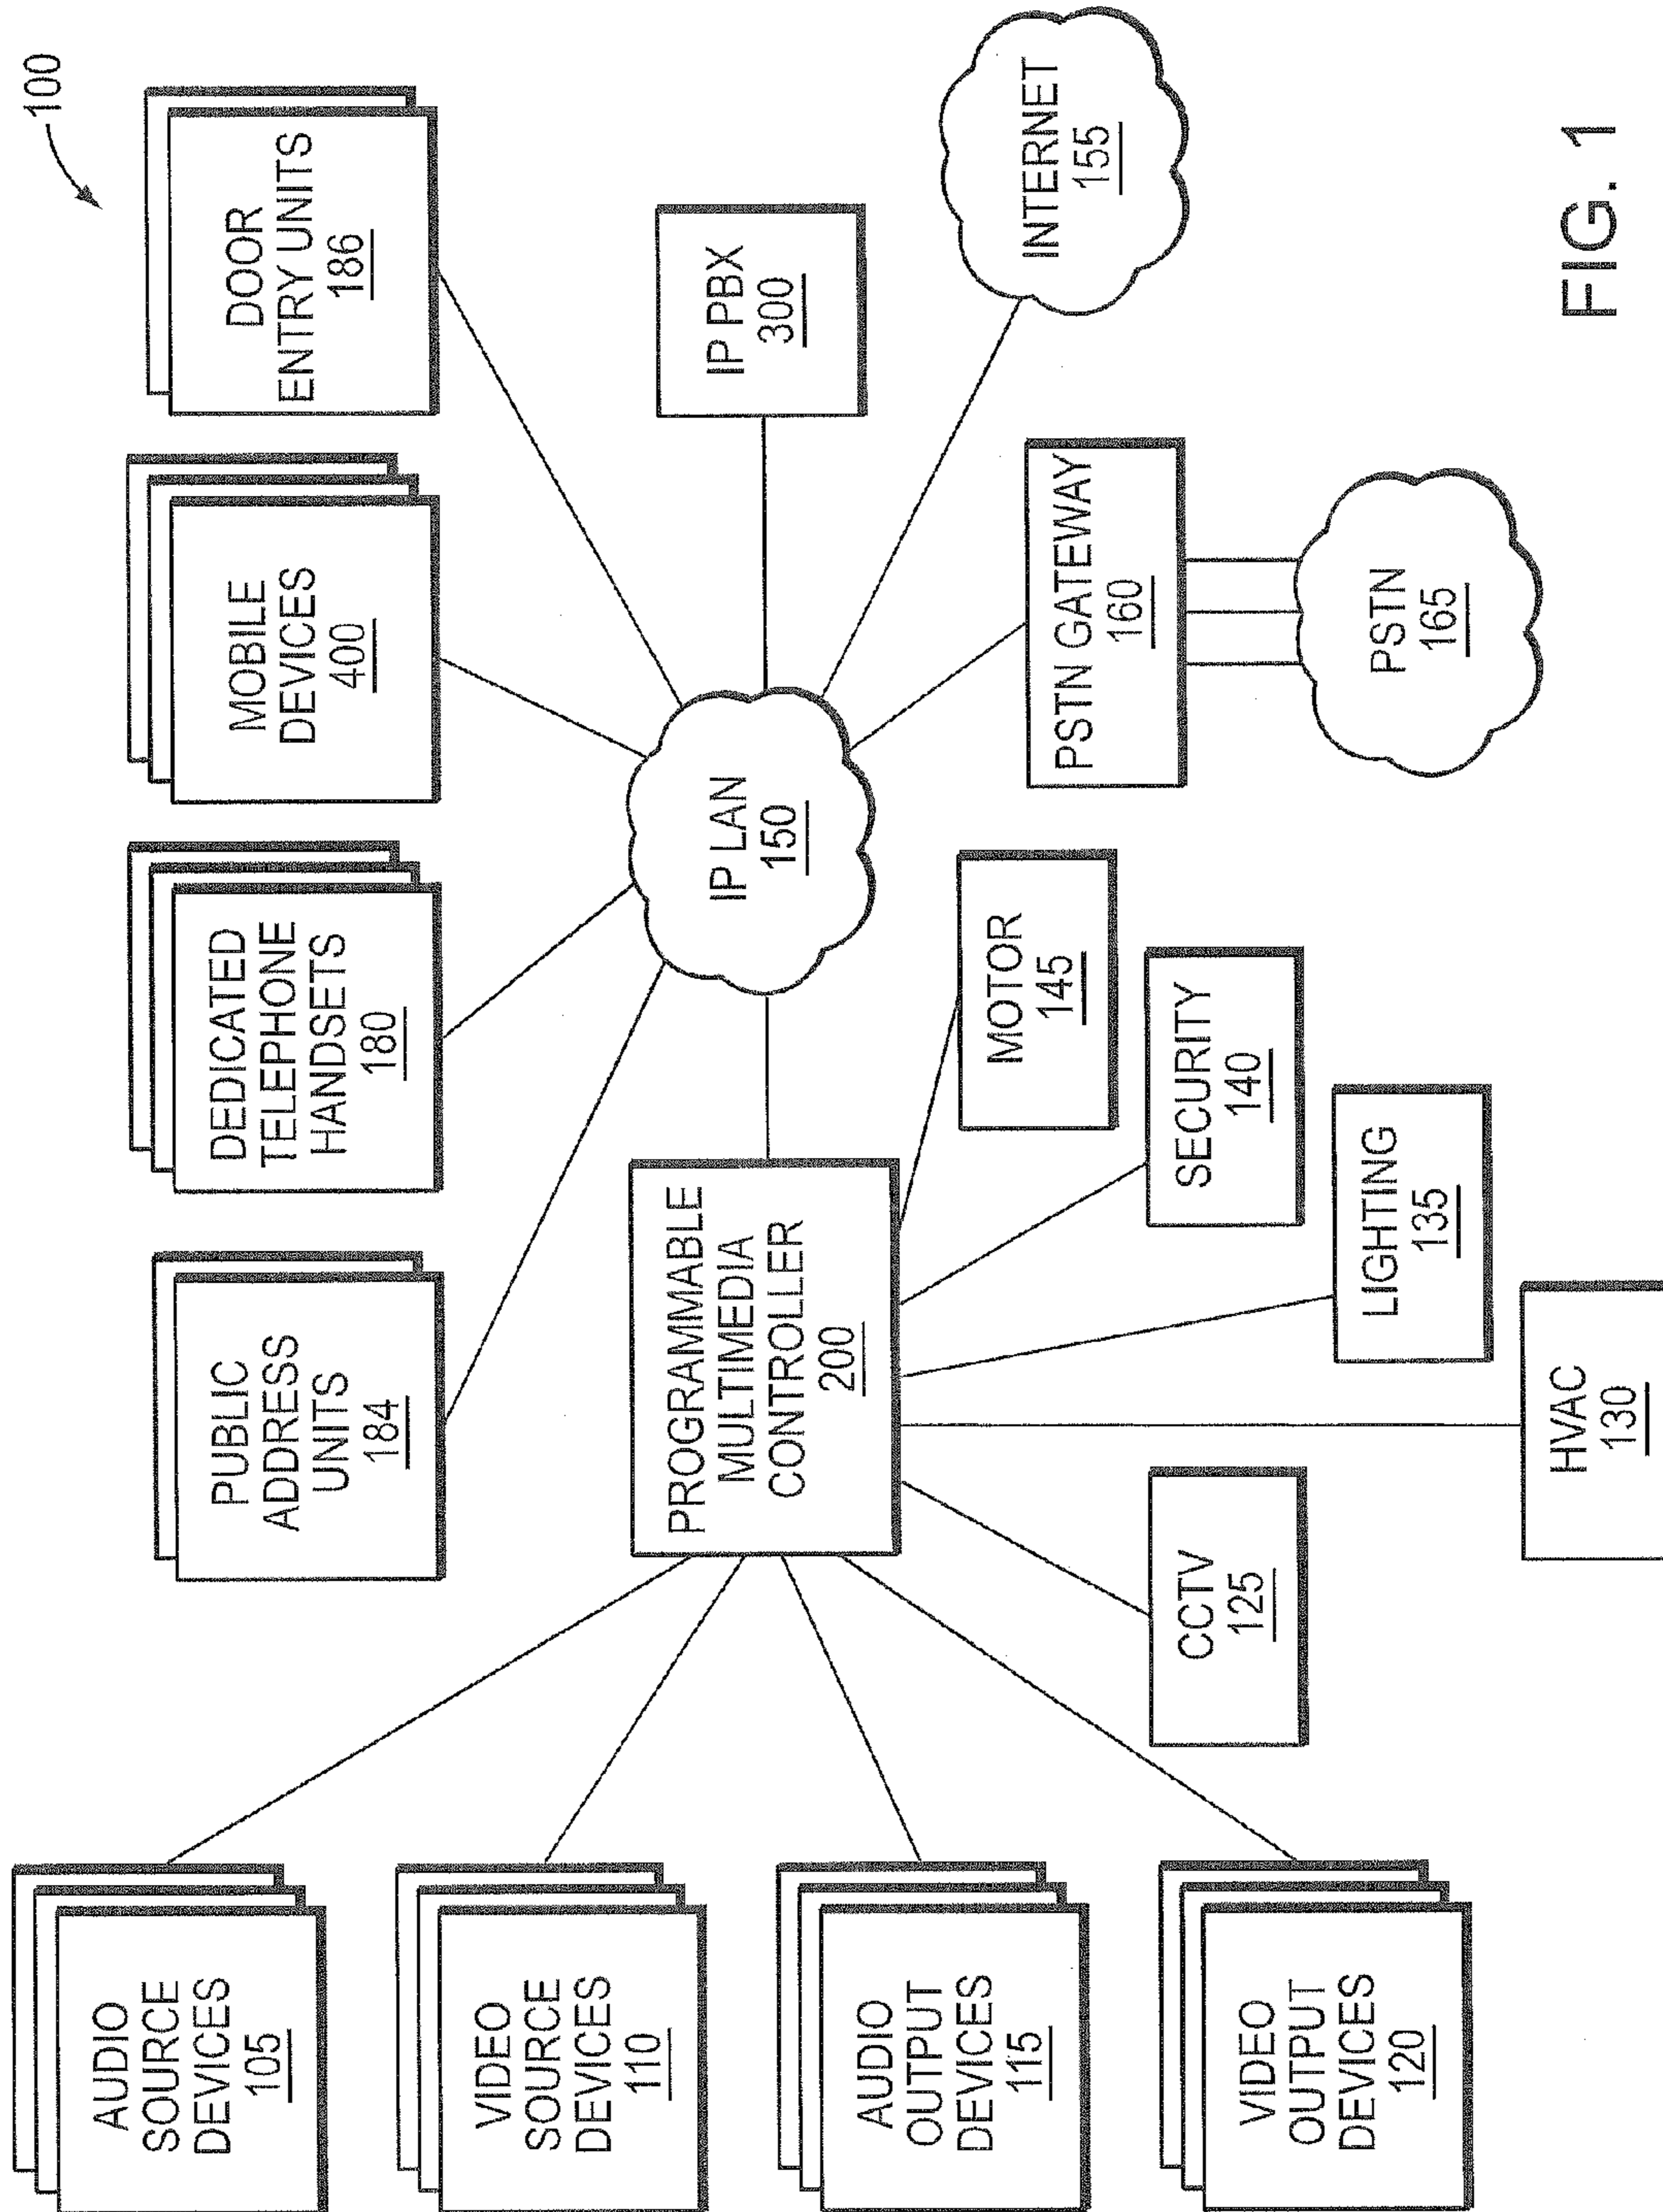 100
AUDIO
SOURCE
DEVICES
105
VIDEO
SOURCE
DEVICES
110
AUDIO
OUTPUT
DEVICES
115
VIDEO
OUTPUT
DEVICES
120
PUBLIC
ADDRESS
UNITS
184
DEDICATED
TELEPHONE
HANDSETS
180
MOBILE
DEVICES
400
DOOR
ENTRY UNITS
186
PROGRAMMABLE
MULTIMEDIA
CONTROLLER
200
IP LAN
150
IP PBX
300
INTERNET
155
PSTN GATEWAY
160
PSTN
165
MOTOR
145
SECURITY
140
LIGHTING
135
HVAC
130
CCTV
125
FIG. 1